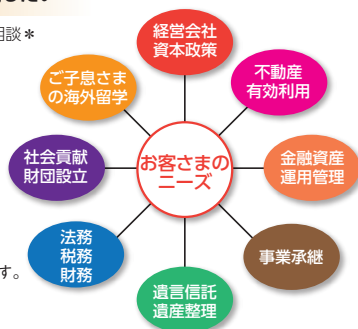 したい
相談＊
経営会社
資本政策
ご子息さま
の海外留学
不動産
有効利用
社会貢献
財団設立
お客さまの
ニーズ
金融資産
運用管理
法務
税務
財務
事業承継
す。
遺言信託
遺産整理